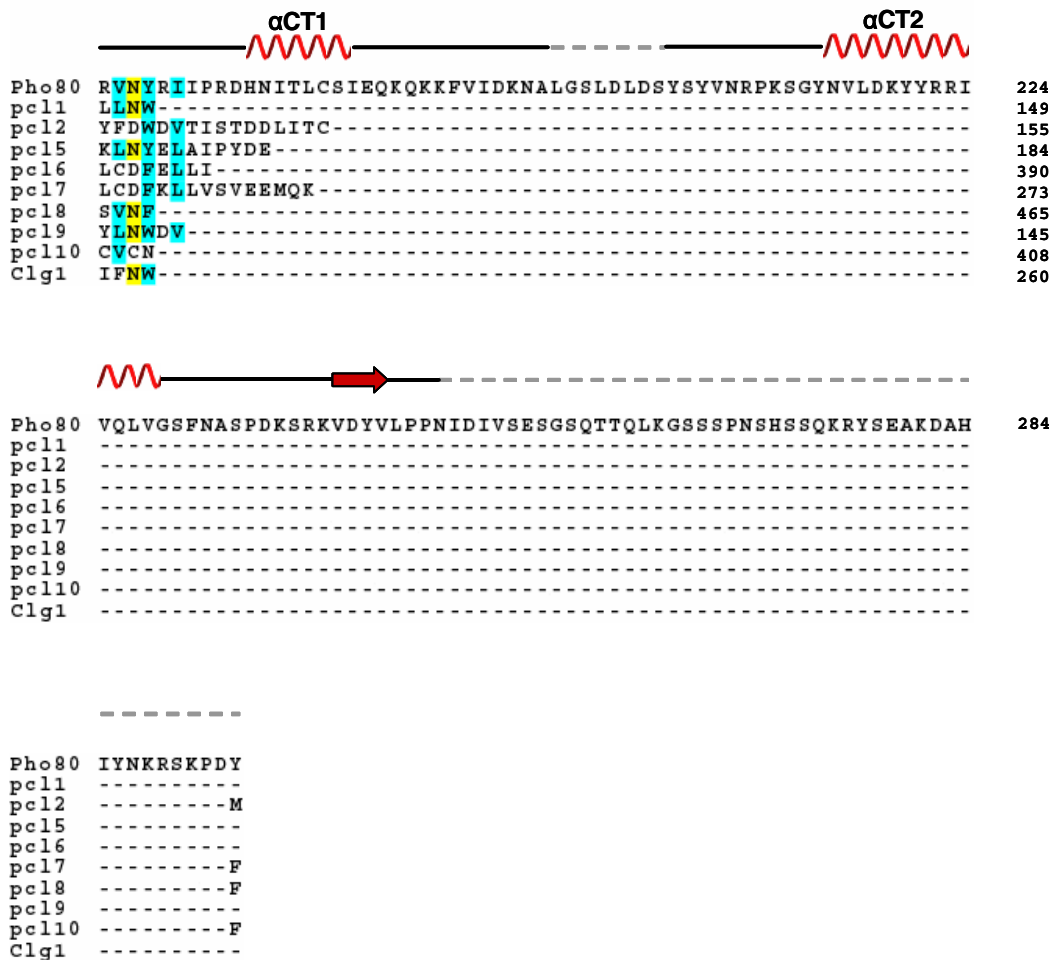 αCT1 αCT2
Pho80 RVNYRIIPRDHNITLCSIEQKQKKFVIDKNALGSLDLDSYSYVNRPKSGYNVLDKYYRRI 224
pcl1 LLNW-------------------------------------------------------- 149
pcl2 YFDWDVTISTDDLITC-------------------------------------------- 155
pcl5 KLNYELAIPYDE------------------------------------------------ 184
pcl6 LCDFELLI---------------------------------------------------- 390
pcl7 LCDFKLLVSVEEMQK--------------------------------------------- 273
pcl8 SVNF-------------------------------------------------------- 465
pcl9 YLNWDV------------------------------------------------------ 145
pcl10 CVCN-------------------------------------------------------- 408
Clg1 IFNW-------------------------------------------------------- 260
Pho80 VQLVGSFNASPDKSRKVDYVLPPNIDIVSESGSQTTQLKGSSSPNSHSSQKRYSEAKDAH 284
pcl1 ------------------------------------------------------------
pcl2 ------------------------------------------------------------
pcl5 ------------------------------------------------------------
pcl6 ------------------------------------------------------------
pcl7 ------------------------------------------------------------
pcl8 ------------------------------------------------------------
pcl9 ------------------------------------------------------------
pcl10 ------------------------------------------------------------
Clg1 ------------------------------------------------------------
Pho80 IYNKRSKPDY
pcl1 ----------
pcl2 ---------M
pcl5 ----------
pcl6 ----------
pcl7 ---------F
pcl8 ---------F
pcl9 ----------
pcl10 ---------F
Clg1 ----------